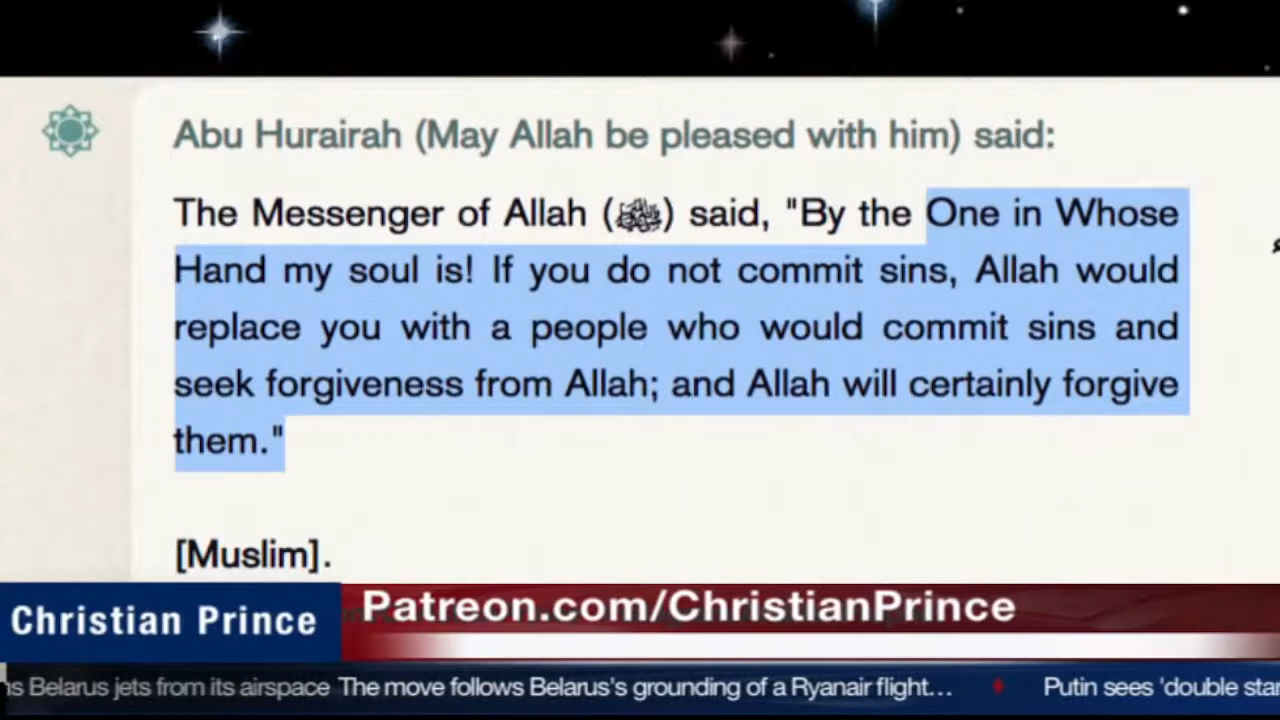 Abu Hurairah (May Allah be pleased with him) said:
The Messenger of Allah (ﷺ) said, "By the One in Whose
Hand my soul is! If you do not commit sins, Allah would
replace you with a people who would commit sins and
seek forgiveness from Allah; and Allah will certainly forgive
them."
[Muslim].
Christian Prince
Patreon.com/ChristianPrince
Belarus jets from its airspace The move follows Belarus's grounding of a Ryanair flight... Putin sees 'double